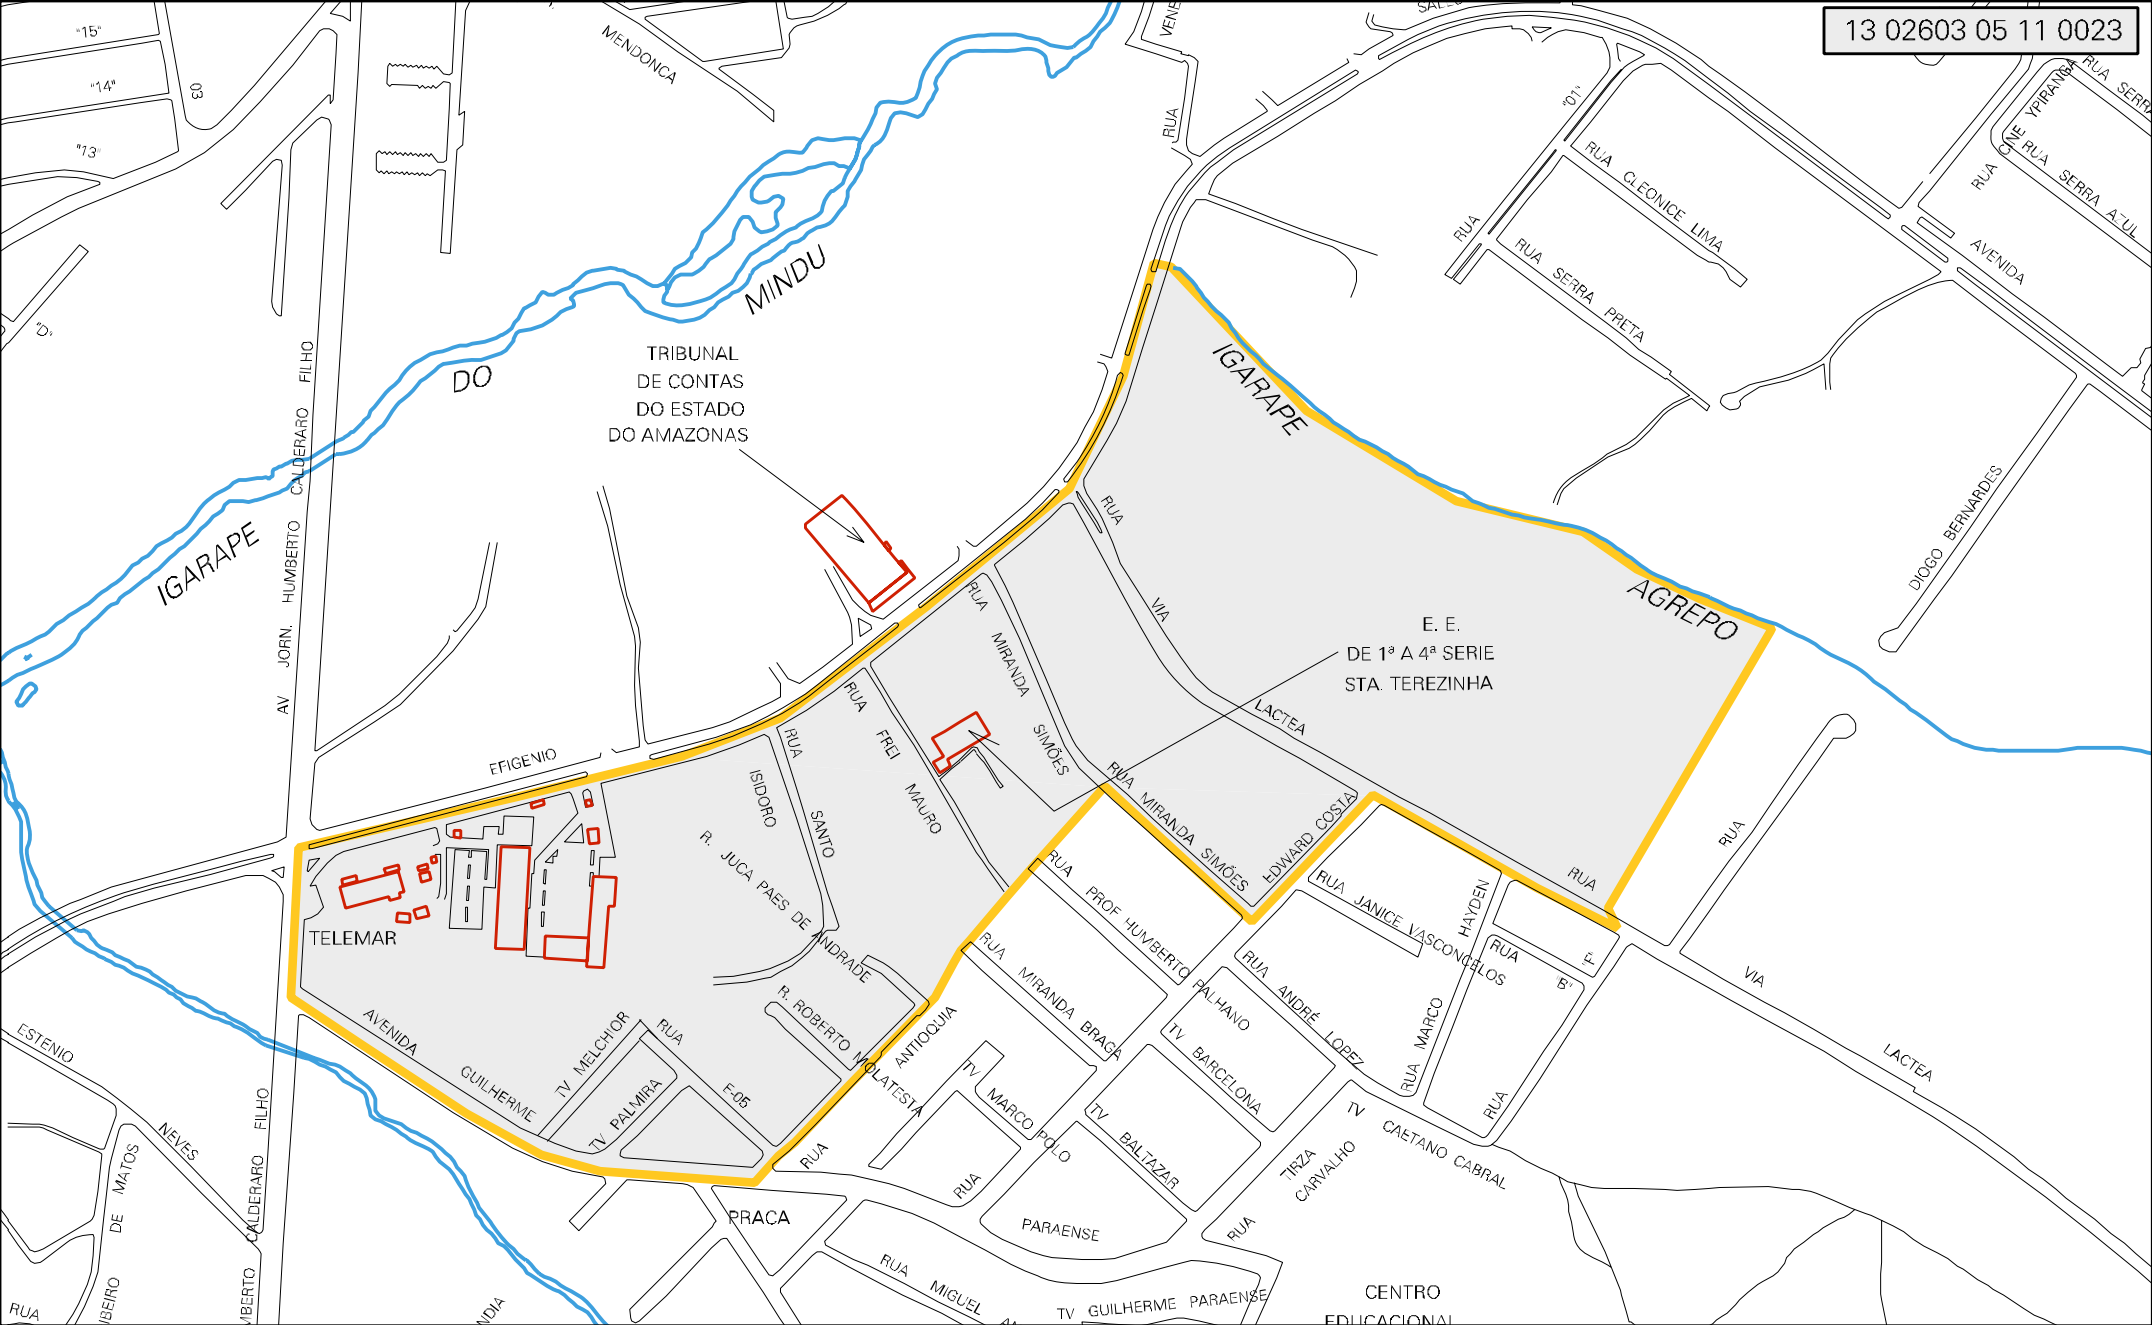 13 02603 05 11 0023
"15"
"14"
"13"
03
"D"
MENDONCA
RUA
"01"
RUA CLEONICE LIMA
RUA
RUA SERRA PRETA
RUA CINE YPIRANGA
RUA SERRA AZUL
AVENIDA
DIOGO BERNARDES
IGARAPE DO MINDU
TRIBUNAL
DE CONTAS
DO ESTADO
DO AMAZONAS
AV JORN. HUMBERTO CALDERARO FILHO
IGARAPE AGREPO
E. E.
DE 1ª A 4ª SERIE
STA. TEREZINHA
RUA VIA LACTEA
RUA MIRANDA SIMÕES
RUA FREI MAURO
RUA SANTO
ISIDORO
EFIGENIO
RUA MIRANDA SIMÕES
EDWARD COSTA
R. JUCA PAES DE ANDRADE
TELEMAR
RUA PROF HUMBERTO PALHANO
RUA JANICE VASCONCELOS
RUA MARCO HAYDEN
RUA "B"
"F"
RUA
RUA
RUA
VIA
LACTEA
RUA MIRANDA BRAGA
RUA ANDRÉ LOPEZ
R. ROBERTO MOLATESTA
ANTIOQUIA
RUA
AVENIDA GUILHERME
TV MELCHIOR
RUA E-05
TV PALMIRA
TV BARCELONA
TV MARCO POLO
TV BALTAZAR
TV CAETANO CABRAL
TIRZA
CARVALHO
RUA
RUA
PARAENSE
PRACA
ESTENIO NEVES
DE MATOS
CALDERARO FILHO
RUA
RUA MIGUEL
TV GUILHERME PARAENSE
CENTRO
EDUCACIONAL